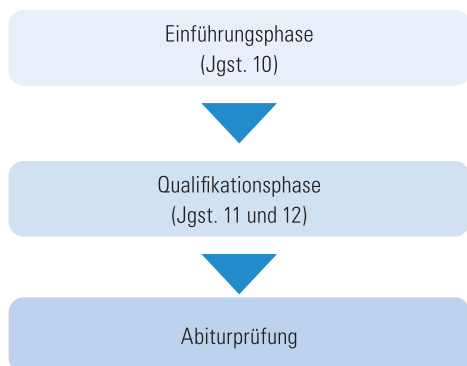 Einführungsphase
(Jgst. 10)
Qualifikationsphase
(Jgst. 11 und 12)
Abiturprüfung